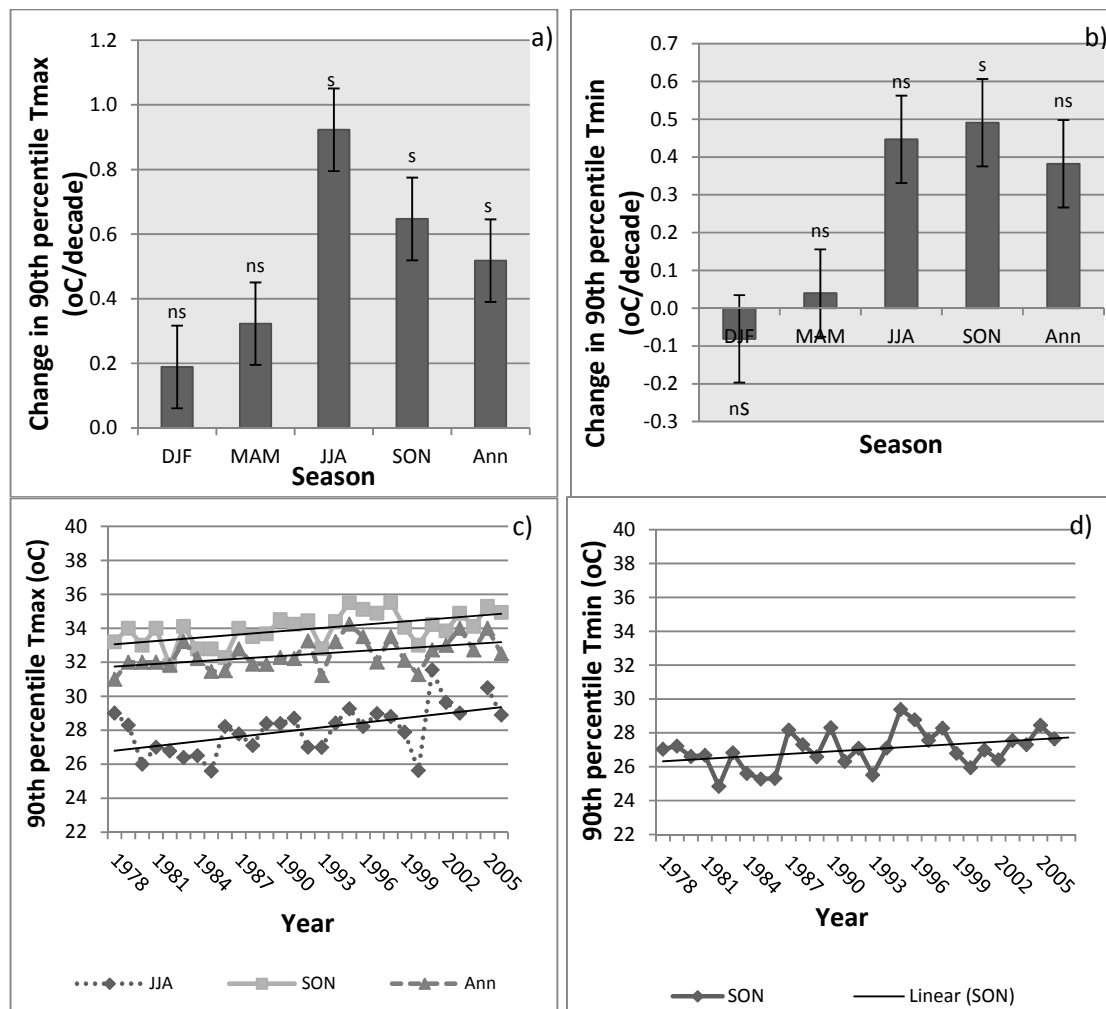 a)
Change in 90th percentile Tmax
(oC/decade)
1.2
1.0
0.8
0.6
0.4
0.2
0.0
ns
ns
s
s
s
DJF MAM JJA SON Ann
Season
b)
Change in 90th percentile Tmin
(oC/decade)
0.7
0.6
0.5
0.4
0.3
0.2
0.1
0.0
-0.1
-0.2
-0.3
nS
ns
ns
s
ns
DJF MAM JJA SON Ann
Season
c)
90th percentile Tmax (oC)
40
38
36
34
32
30
28
26
24
22
1978 1981 1984 1987 1990 1993 1996 1999 2002 2005
Year
JJA SON Ann
d)
90th percentile Tmin (oC)
40
38
36
34
32
30
28
26
24
22
1978 1981 1984 1987 1990 1993 1996 1999 2002 2005
Year
SON Linear (SON)